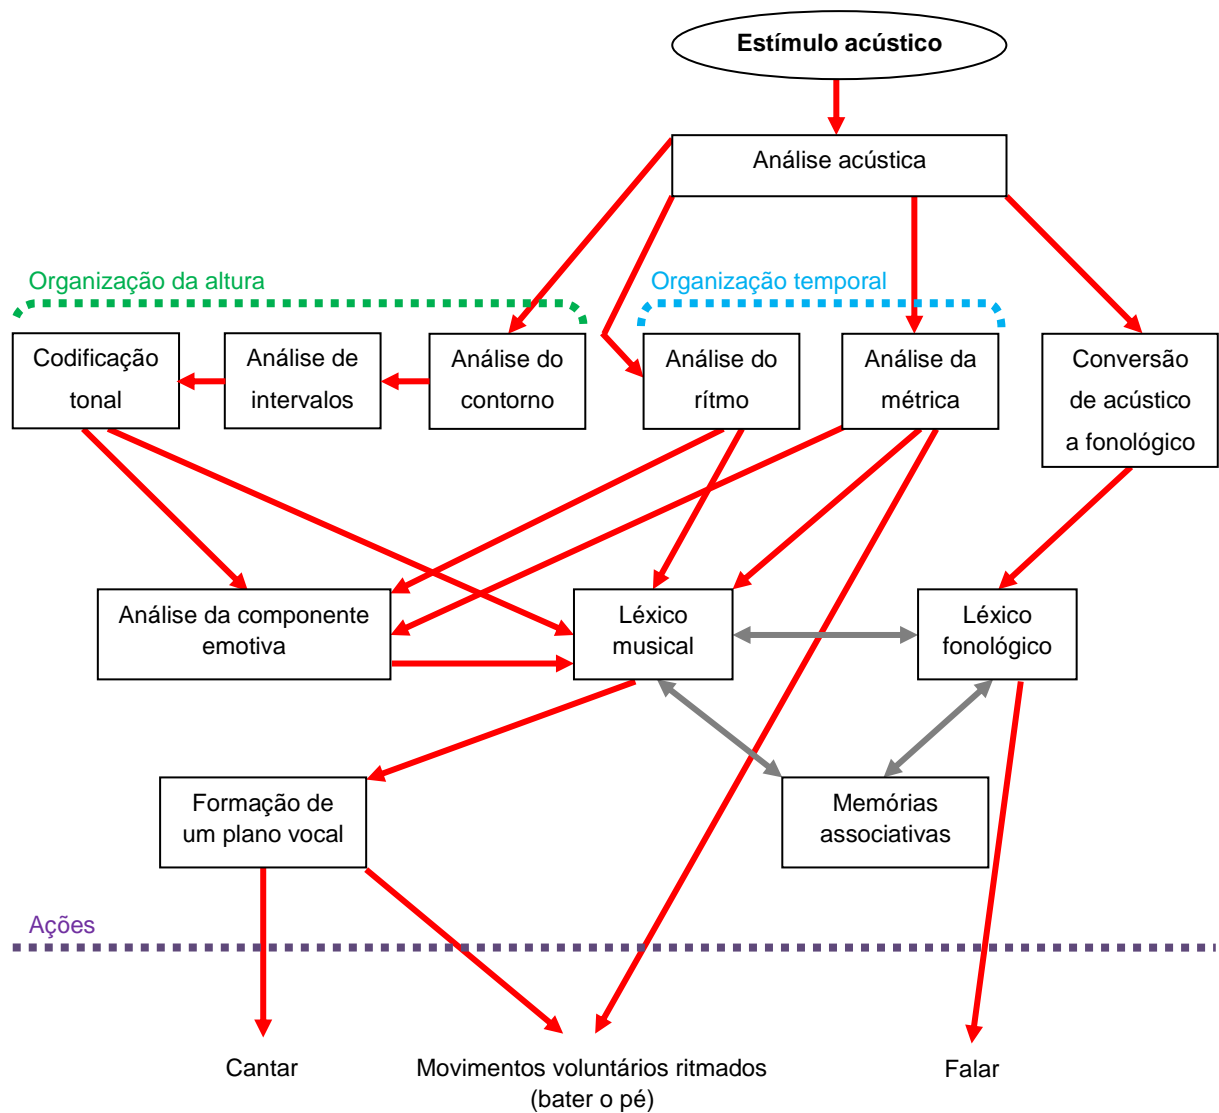 Estímulo acústico
Análise acústica
Organização da altura
Organização temporal
Codificação
tonal
Análise de
intervalos
Análise do
contorno
Análise do
rítmo
Análise da
métrica
Conversão
de acústico
a fonológico
Análise da componente
emotiva
Léxico
musical
Léxico
fonológico
Formação de
um plano vocal
Memórias
associativas
Ações
Cantar
Movimentos voluntários ritmados
(bater o pé)
Falar